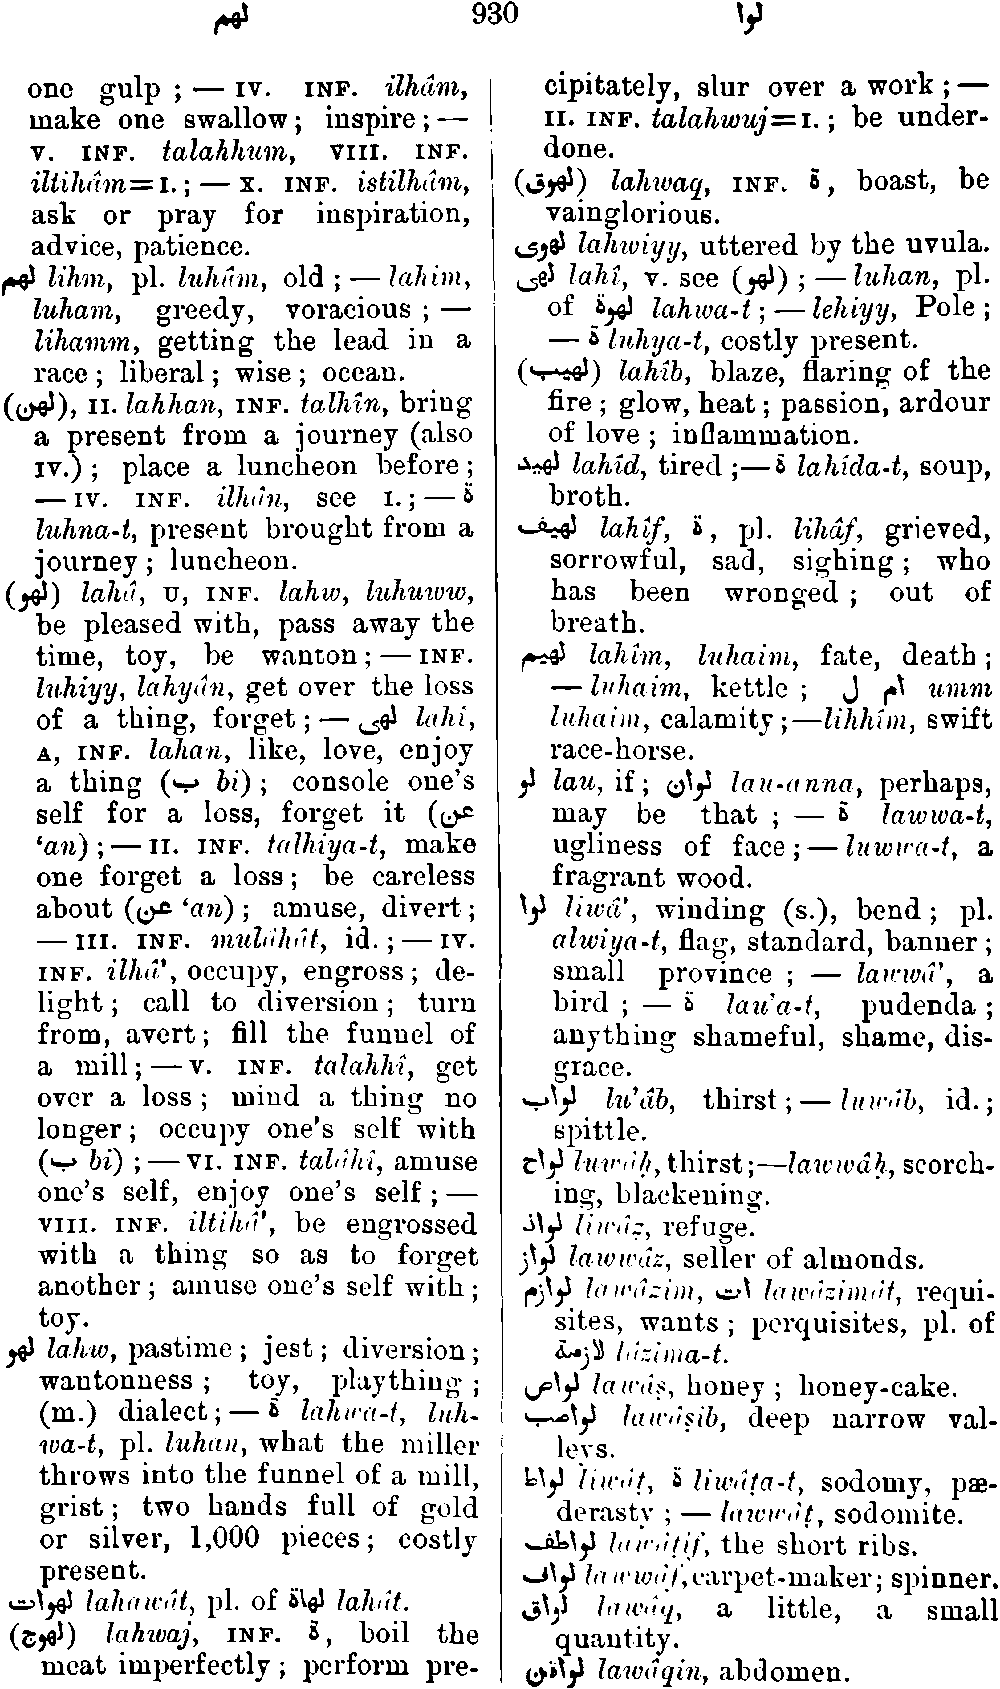 لهم 930 لوا
one gulp ; — IV. INF. ilhâm,
make one swallow; inspire; —
V. INF. talahhum, VIII. INF.
iltihâm=I.; — X. INF. istilhâm,
ask or pray for inspiration,
advice, patience.
لهم lihm, pl. luhûm, old ; — lahim,
luham, greedy, voracious ; —
lihamm, getting the lead in a
race ; liberal ; wise ; ocean.
(لهن), II. lahhan, INF. talhîn, bring
a present from a journey (also
IV.) ; place a luncheon before ;
— IV. INF. ilhân, see I.; — ة
luhna-t, present brought from a
journey ; luncheon.
(لهو) lahâ, U, INF. lahw, luhuww,
be pleased with, pass away the
time, toy, be wanton ; — INF.
luhiyy, lahyân, get over the loss
of a thing, forget ; — لهى lahi,
A, INF. lahan, like, love, enjoy
a thing (ب bi) ; console one's
self for a loss, forget it (عن
‘an) ; — II. INF. talhiya-t, make
one forget a loss ; be careless
about (عن ‘an) ; amuse, divert ;
— III. INF. mulâhât, id. ; — IV.
INF. ilhâ', occupy, engross ; de-
light ; call to diversion ; turn
from, avert ; fill the funnel of
a mill ; — V. INF. talahhî, get
over a loss ; mind a thing no
longer ; occupy one's self with
(ب bi) ; — VI. INF. talâhî, amuse
one's self, enjoy one's self ; —
VIII. INF. iltihâ', be engrossed
with a thing so as to forget
another ; amuse one's self with ;
toy.
لهو lahw, pastime ; jest ; diversion ;
wantonness ; toy, plaything ;
(m.) dialect ; — ة lahwa-t, luh-
wa-t, pl. luhan, what the miller
throws into the funnel of a mill,
grist ; two hands full of gold
or silver, 1,000 pieces ; costly
present.
لهوات lahawât, pl. of لهاة lahât.
(لهوج) lahwaj, INF. ة, boil the
meat imperfectly ; perform pre-
cipitately, slur over a work ; —
II. INF. talahwuj=I. ; be under-
done.
(لهوق) lahwaq, INF. ة, boast, be
vainglorious.
لهوى lahwiyy, uttered by the uvula.
لهى lahî, V. see (لهو) ; — luhan, pl.
of لهوة lahwa-t ; — lehiyy, Pole ;
— ة luhya-t, costly present.
(لهيب) lahîb, blaze, flaring of the
fire ; glow, heat ; passion, ardour
of love ; inflammation.
لهيد lahîd, tired ;— ة lahîda-t, soup,
broth.
لهيف lahîf, ة, pl. lihâf, grieved,
sorrowful, sad, sighing ; who
has been wronged ; out of
breath.
لهيم lahîm, luhaim, fate, death ;
— luhaim, kettle ; ام ل umm
luhaim, calamity ;—lihhîm, swift
race-horse.
لو lau, if ; لوان lau-anna, perhaps,
may be that ; — ة lawwa-t,
ugliness of face ; — luwwa-t, a
fragrant wood.
لوا liwâ', winding (s.), bend ; pl.
alwiya-t, flag, standard, banner ;
small province ; — lawwâ', a
bird ; — ة lau'a-t, pudenda ;
anything shameful, shame, dis-
grace.
لواب lu'âb, thirst ; — luwâb, id. ;
spittle.
لواح luwâḥ, thirst ;—lawwâḥ, scorch-
ing, blackening.
لواذ liwâz, refuge.
لواز lawwâz, seller of almonds.
لوازم lawâzim, ات lawâzimât, requi-
sites, wants ; perquisites, pl. of
لازمة lâzima-t.
لواص lawâṣ, honey ; honey-cake.
لواصب lawâṣib, deep narrow val-
leys.
لواط liwâṭ, ة liwâṭa-t, sodomy, pæ-
derasty ; — lawwâṭ, sodomite.
لواطف lawâṭif, the short ribs.
لواف lawwâf, carpet-maker ; spinner.
لواق lawâq, a little, a small
quantity.
لواقن lawâqin, abdomen.